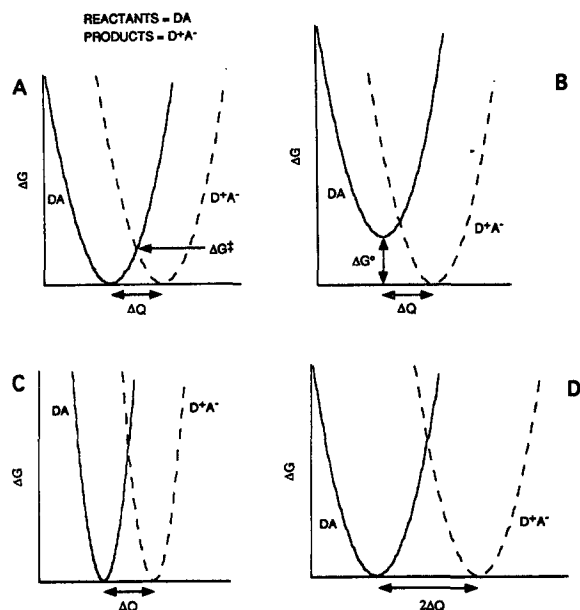 REACTANTS = DA
PRODUCTS = D⁺A⁻
A
ΔG
DA
D⁺A⁻
ΔG‡
ΔQ
B
ΔG
DA
D⁺A⁻
ΔG°
ΔQ
C
ΔG
DA
D⁺A⁻
ΔQ
D
ΔG
DA
D⁺A⁻
2ΔQ